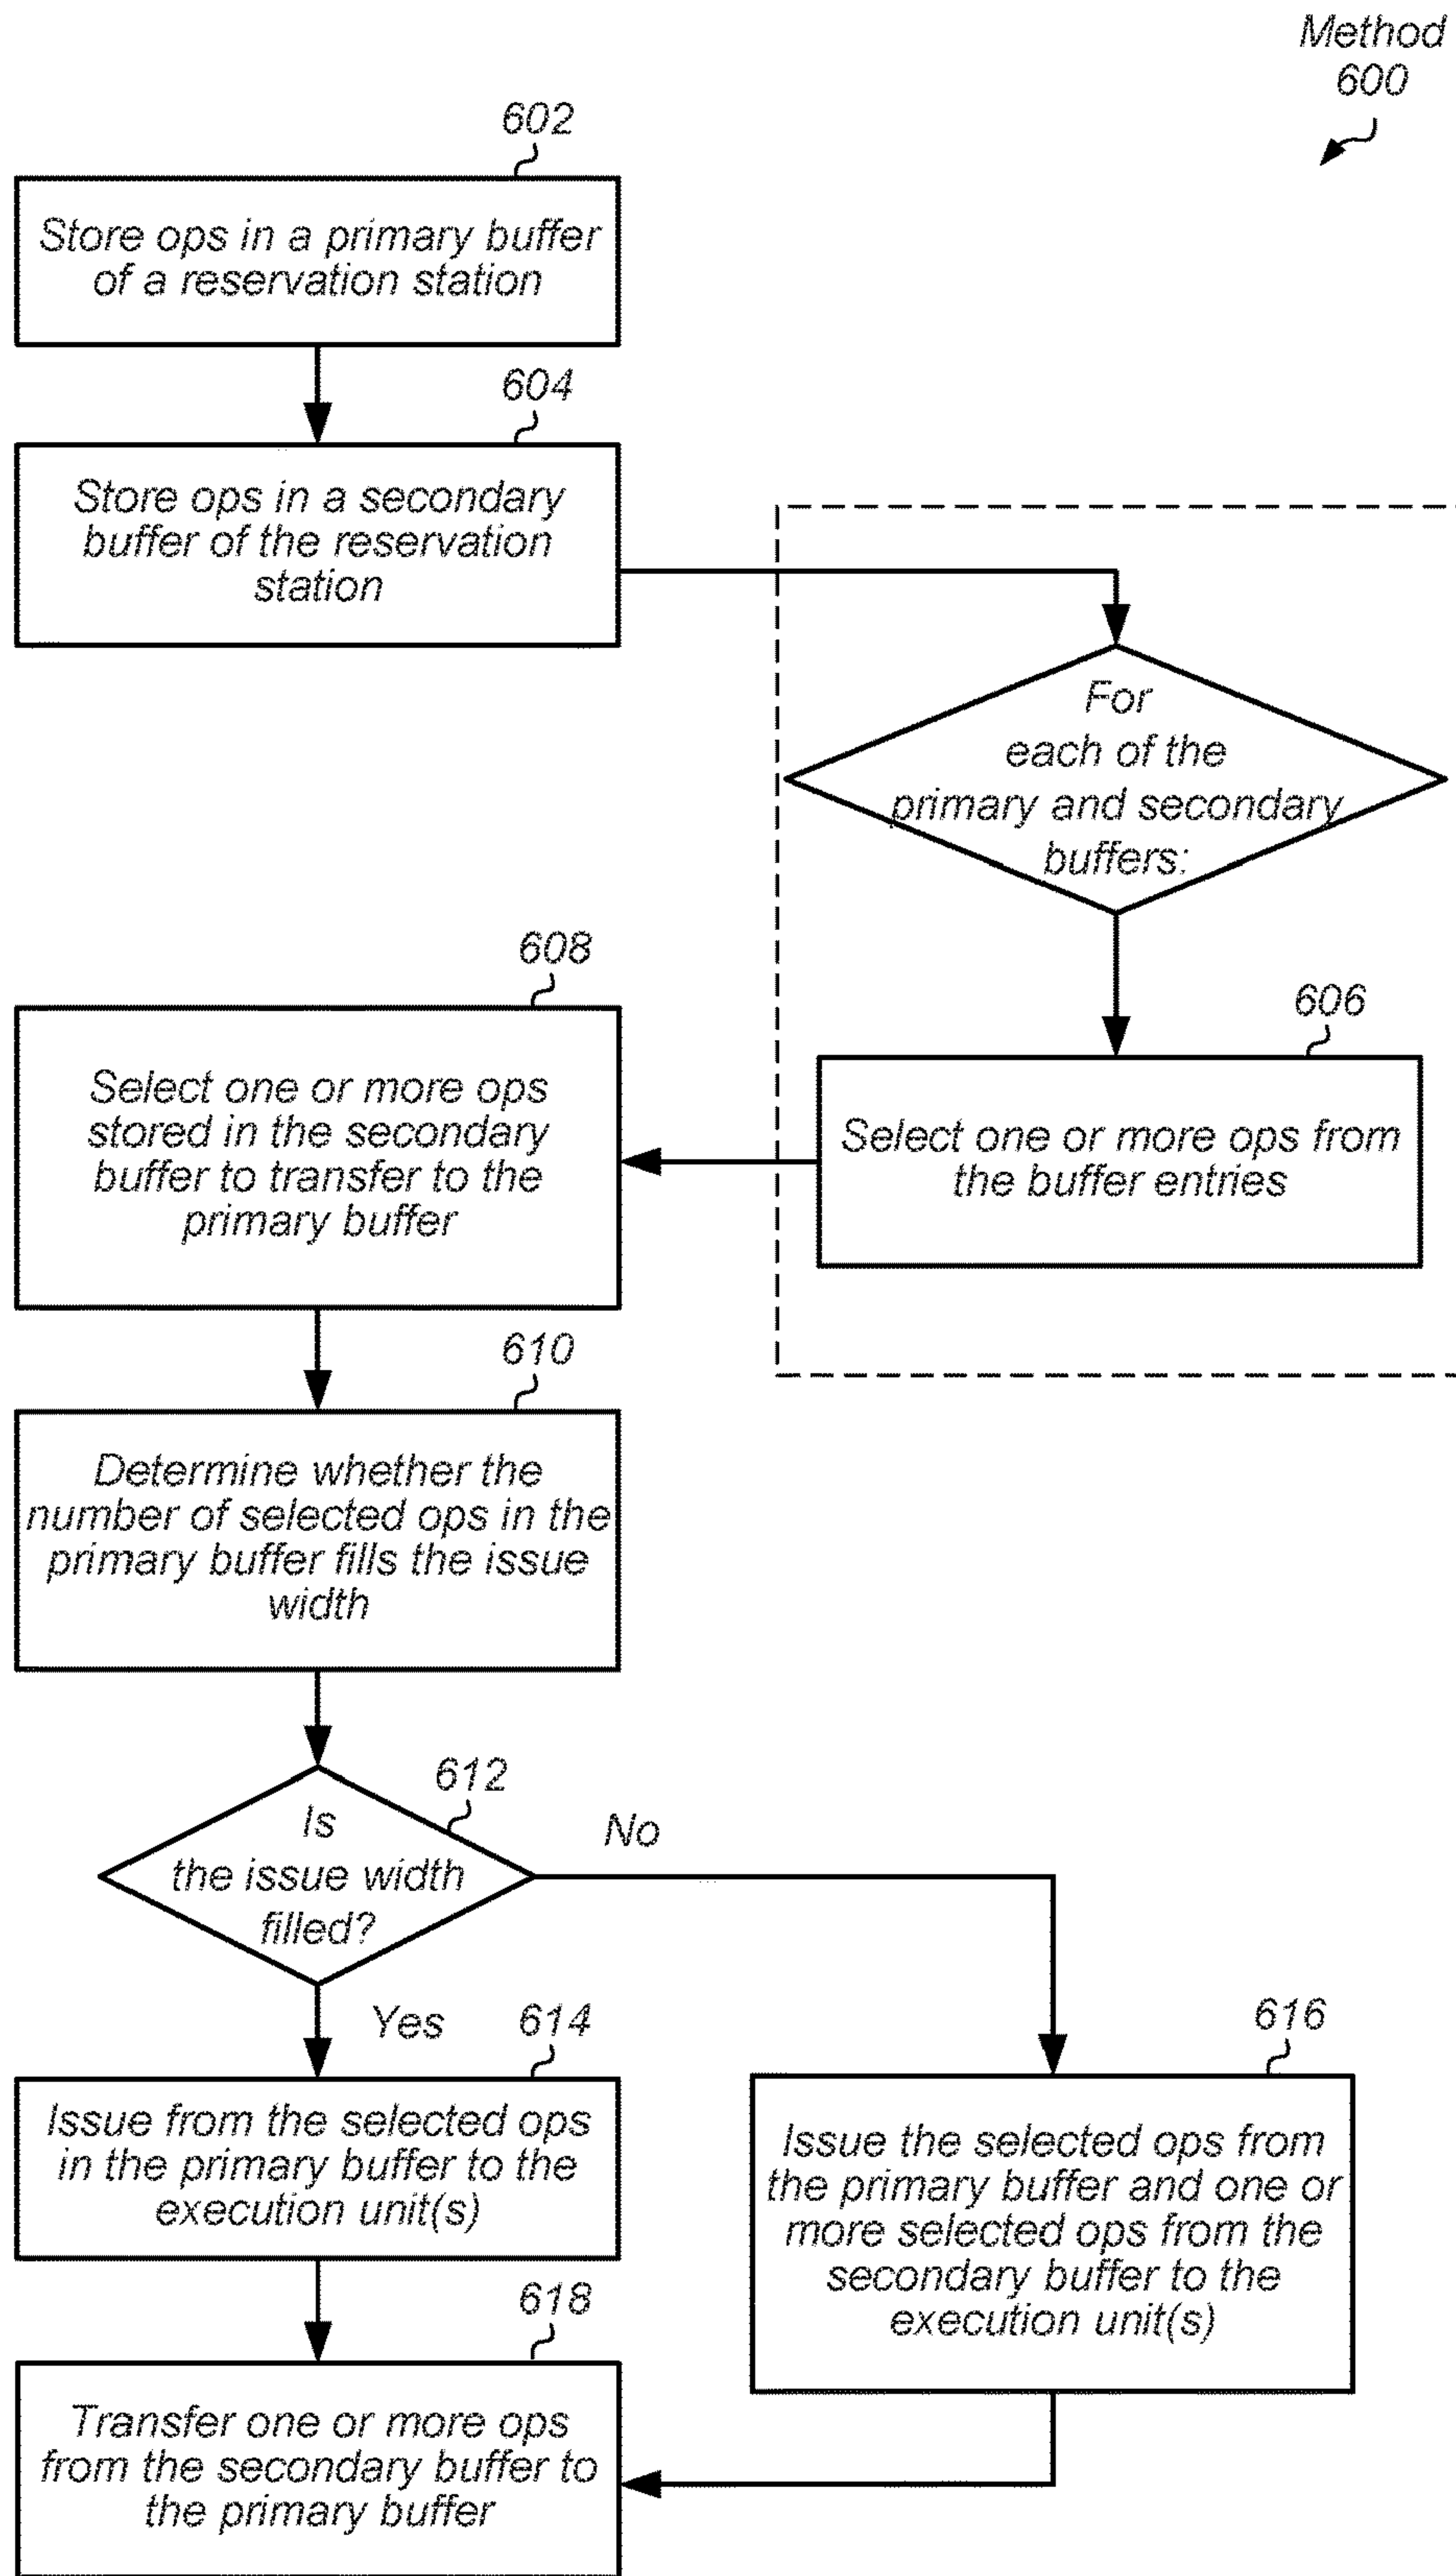 Method
600
602
Store ops in a primary buffer
of a reservation station
604
Store ops in a secondary
buffer of the reservation
station
For
each of the
primary and secondary
buffers:
606
Select one or more ops from
the buffer entries
608
Select one or more ops
stored in the secondary
buffer to transfer to the
primary buffer
610
Determine whether the
number of selected ops in the
primary buffer fills the issue
width
612
Is
the issue width
filled?
No
Yes
614
Issue from the selected ops
in the primary buffer to the
execution unit(s)
616
Issue the selected ops from
the primary buffer and one or
more selected ops from the
secondary buffer to the
execution unit(s)
618
Transfer one or more ops
from the secondary buffer to
the primary buffer